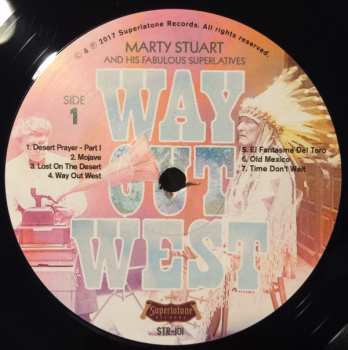 © & ℗ 2017 Superlatone Records. All rights reserved.
MARTY STUART
AND HIS FABULOUS SUPERLATIVES
WAY
OUT
WEST
SIDE
1
1. Desert Prayer - Part I
2. Mojave
3. Lost On The Desert
4. Way Out West
5. El Fantasma Del Toro
6. Old Mexico
7. Time Don't Wait
Superlatone
RECORDS
STR-101